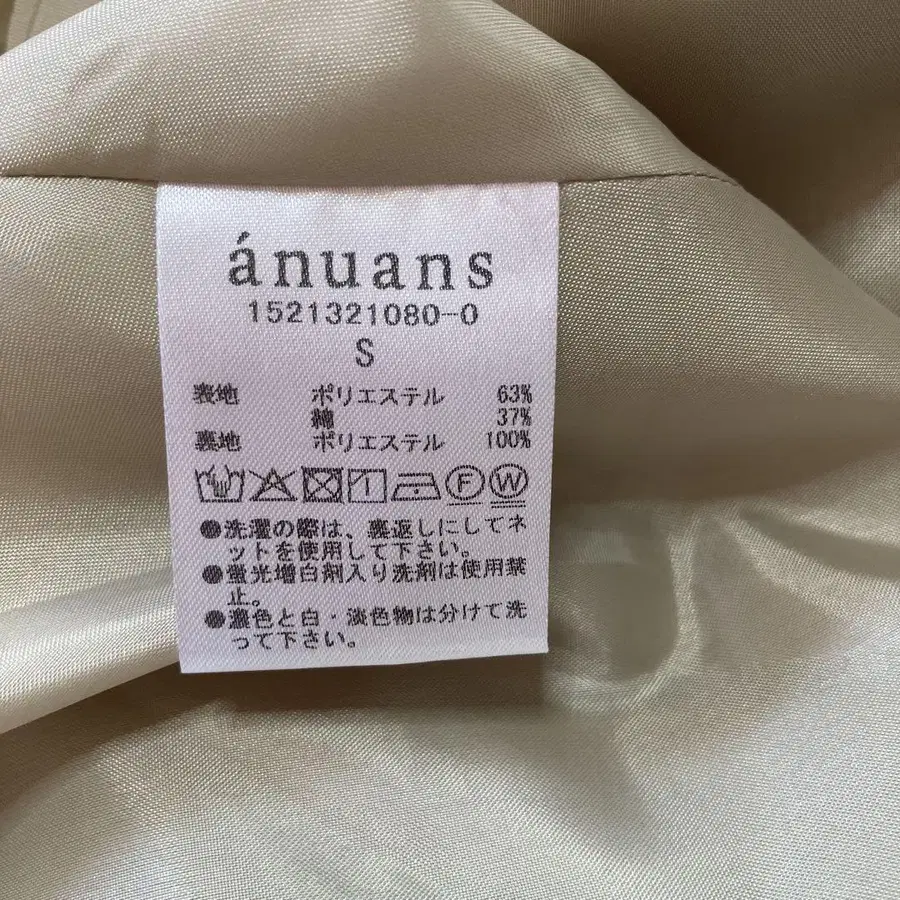 ánuans
1521321080-0
S
表地 ポリエステル 63%
綿 37%
裏地 ポリエステル 100%
F W
●洗濯の際は、裏返しにしてネ
ットを使用して下さい。
●蛍光増白剤入り洗剤は使用禁
止。
●濃色と白・淡色物は分けて洗
って下さい。